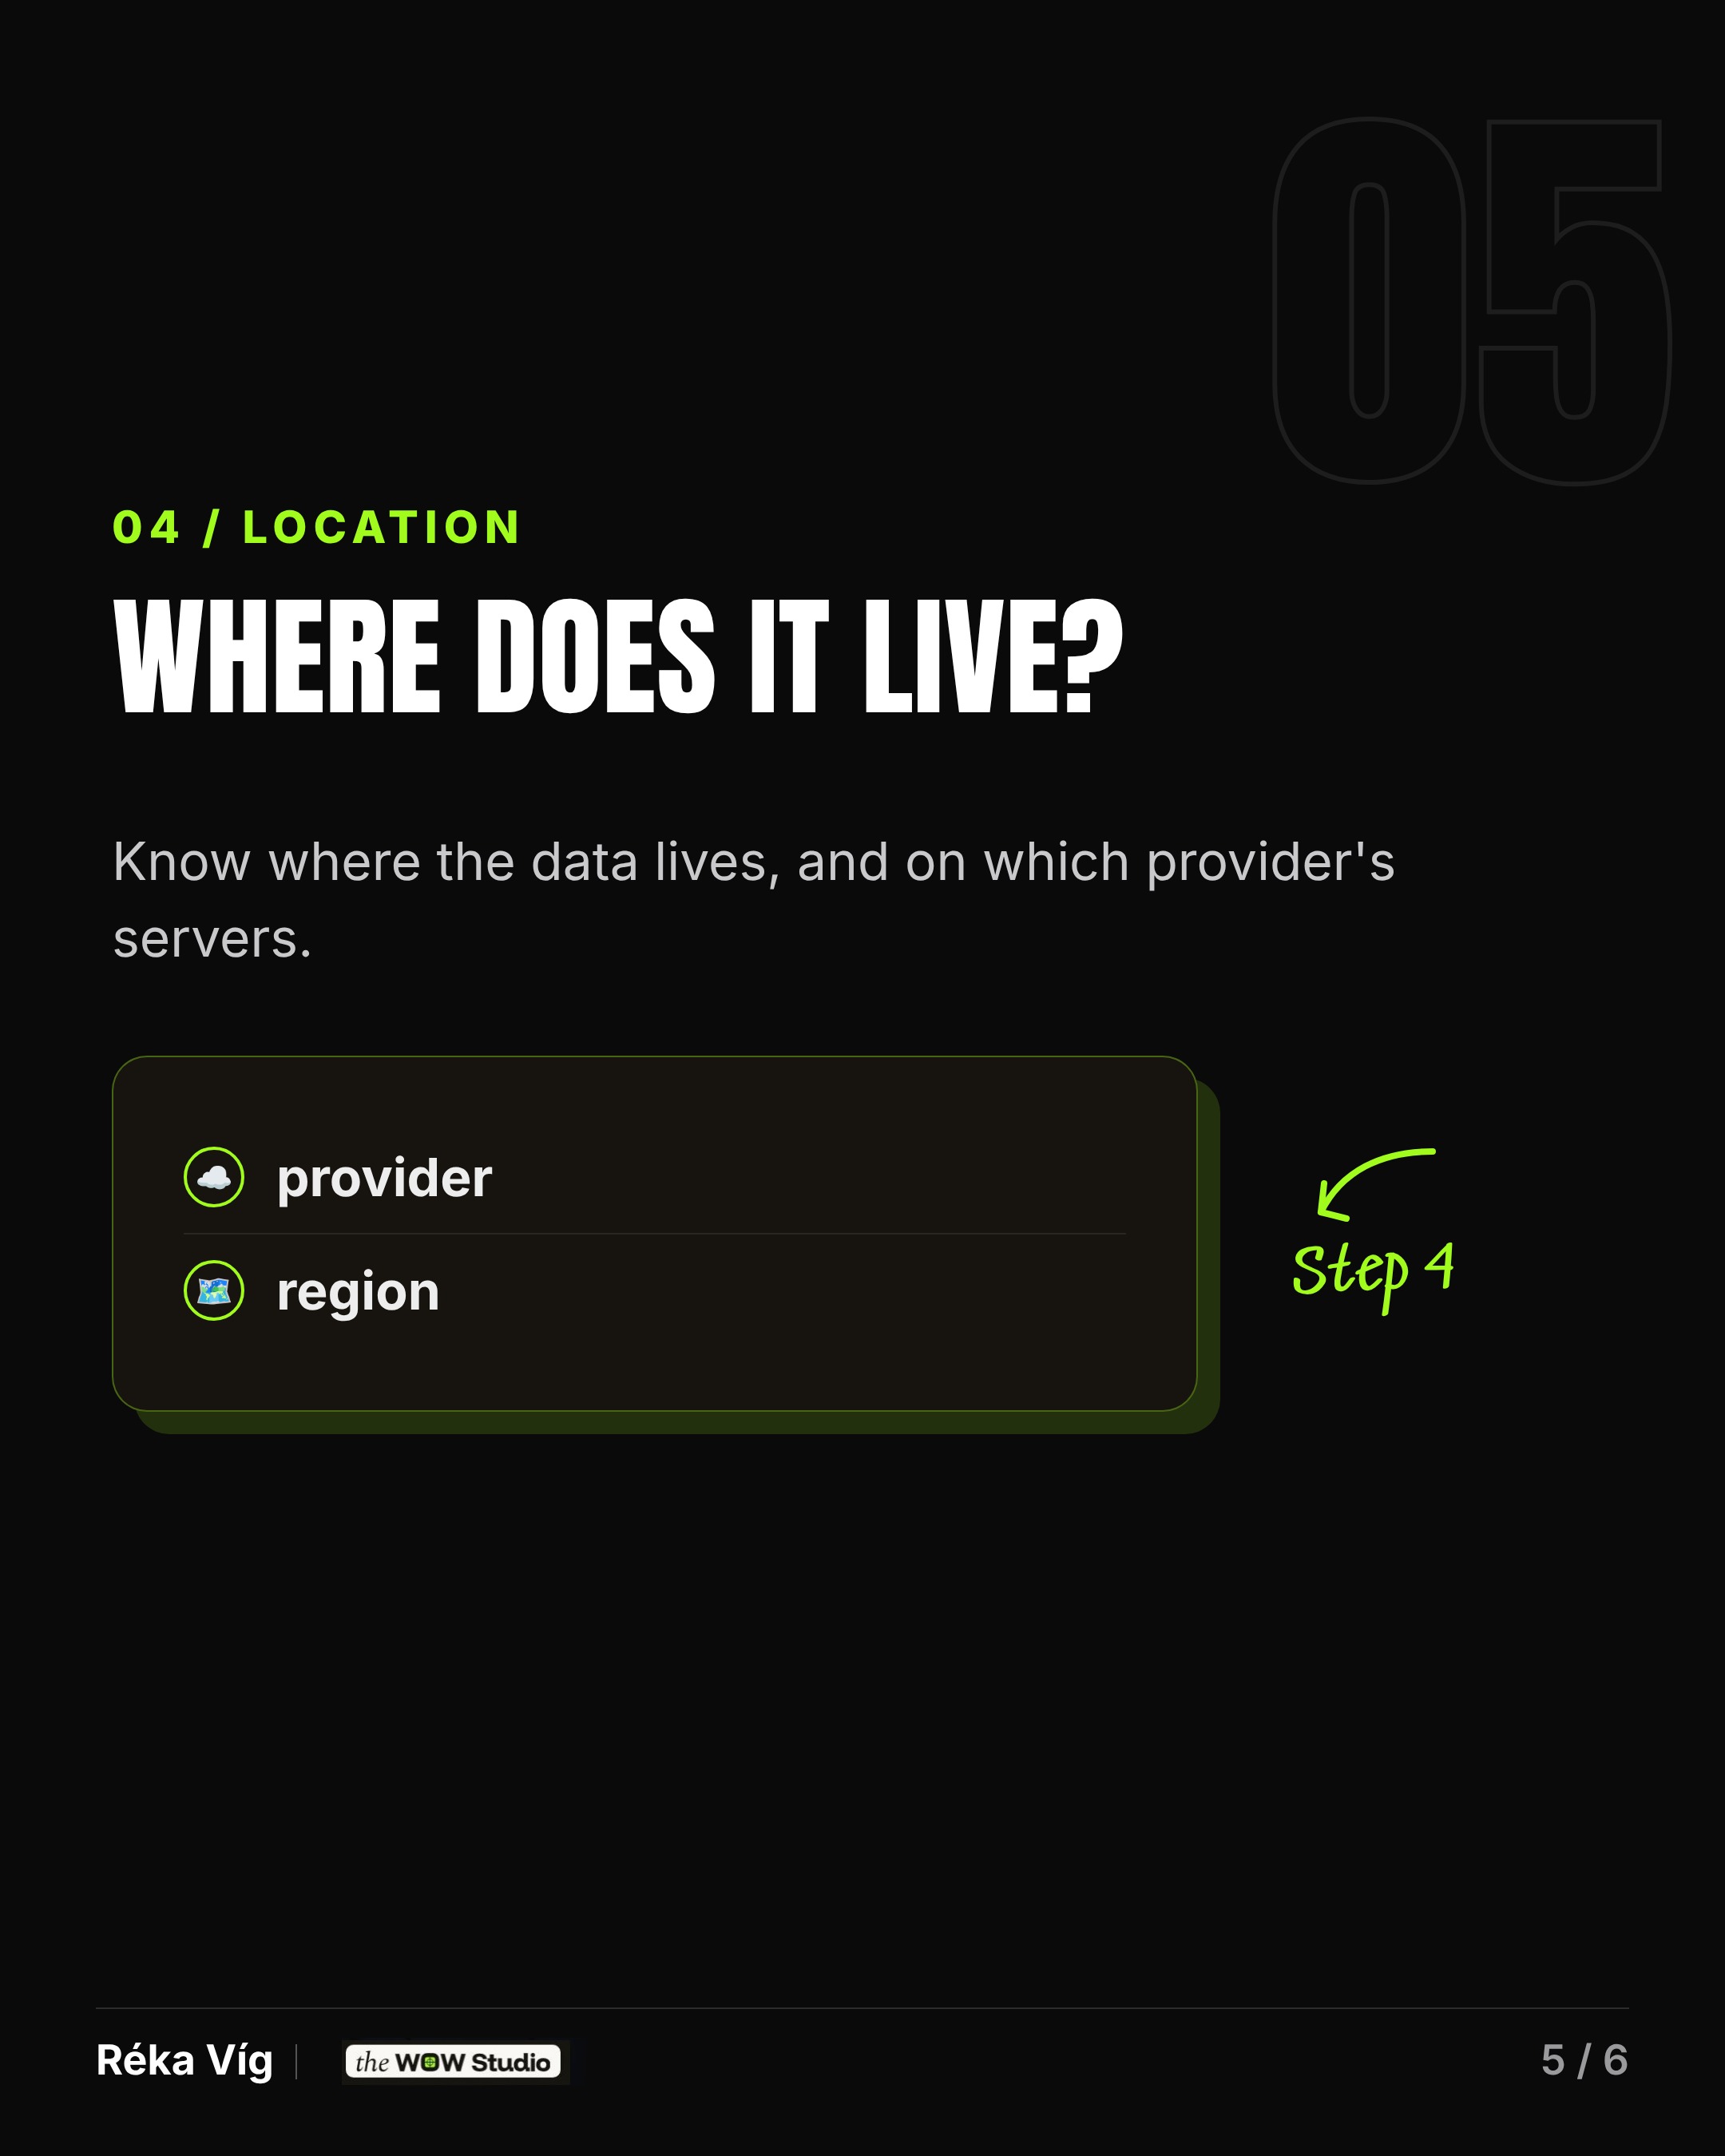 05
04 / LOCATION
WHERE DOES IT LIVE?
Know where the data lives, and on which provider's
servers.
provider
region
Step 4
Réka Víg
the WOW Studio
5 / 6